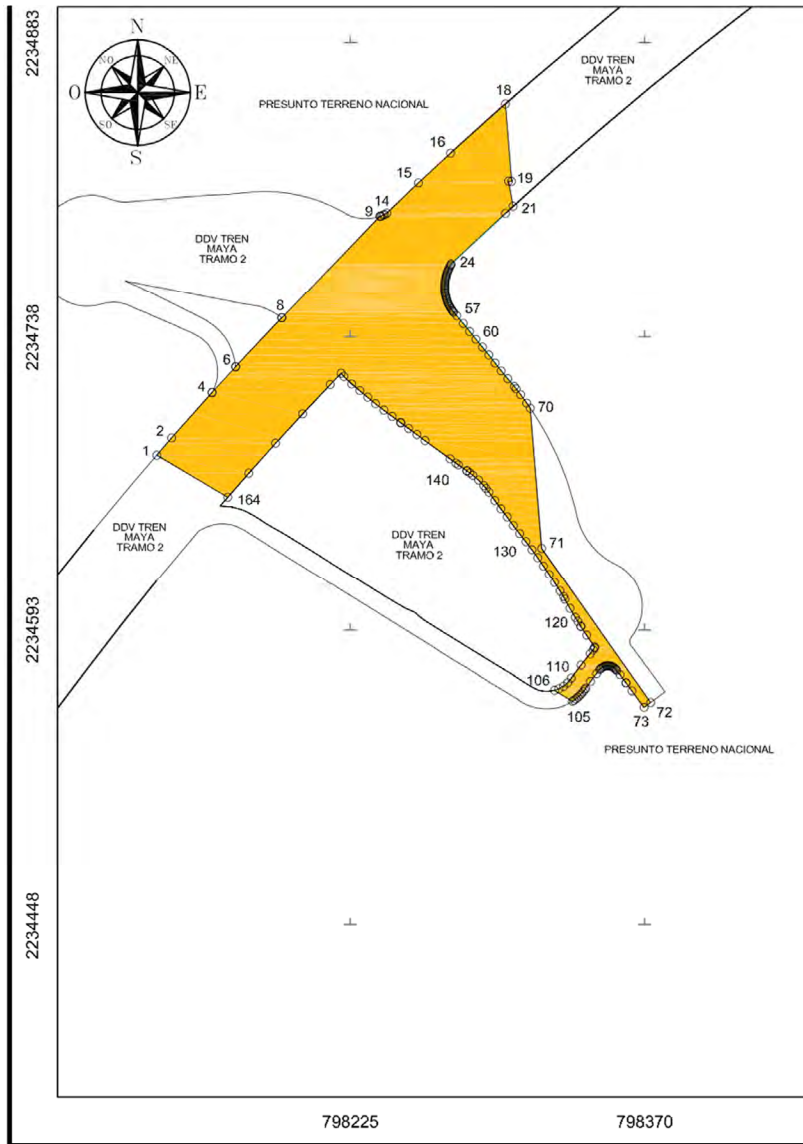 2234883
N
NO
NE
O
E
SO
SE
S
DDV TREN
MAYA
TRAMO 2
PRESUNTO TERRENO NACIONAL
18
16
15
19
14
9
21
DDV TREN
MAYA
TRAMO 2
24
8
57
2234738
60
6
4
70
2
1
140
164
DDV TREN
MAYA
TRAMO 2
DDV TREN
MAYA
TRAMO 2
130
71
2234593
120
110
106
105
72
73
PRESUNTO TERRENO NACIONAL
2234448
798225
798370